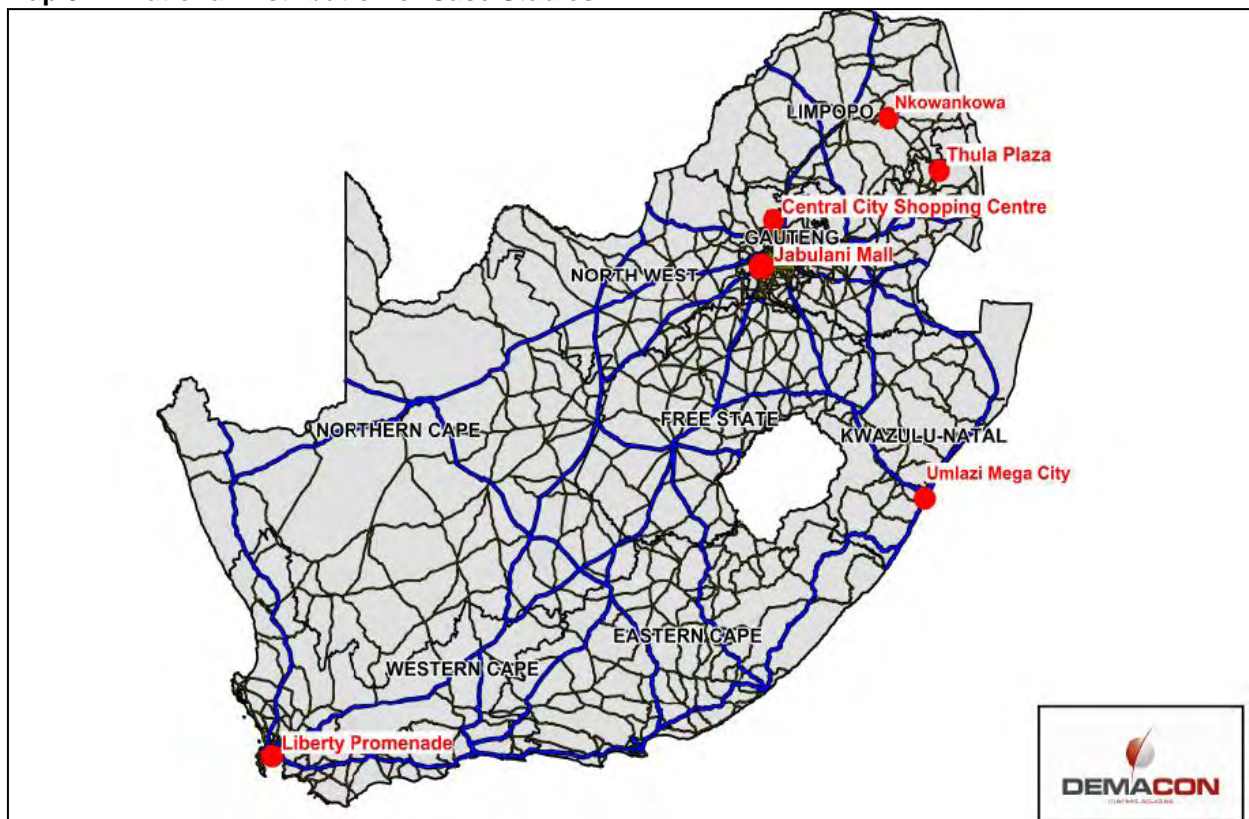 LIMPOPO
Nkowankowa
Thula Plaza
Central City Shopping Centre
GAUTENG
Jabulani Mall
NORTH WEST
NORTHERN CAPE
FREE STATE
KWAZULU-NATAL
Umlazi Mega City
EASTERN CAPE
WESTERN CAPE
Liberty Promenade
DEMACON